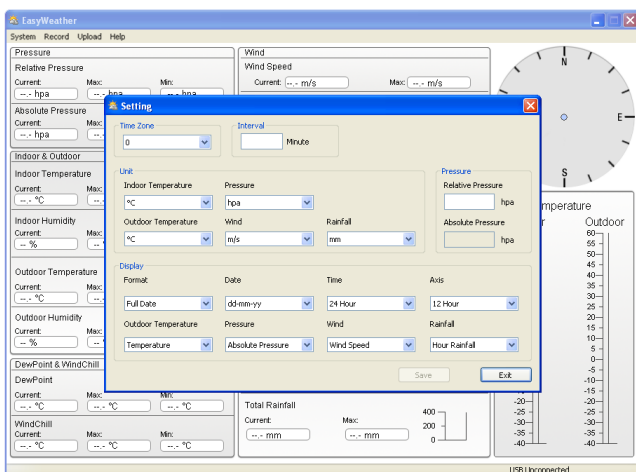 EasyWeather
System Record Upload Help
Pressure
Relative Pressure
Current: Max: Min:
--.- hpa --.- hpa --.- hpa
Absolute Pressure
Current: Max:
--.- hpa
Indoor & Outdoor
Indoor Temperature
Current: Max:
--.- °C
Indoor Humidity
Current: Max:
-- %
Outdoor Temperature
Current: Max:
--.- °C
Outdoor Humidity
Current: Max:
-- %
DewPoint & WindChill
DewPoint
Current: Max: Min:
--.- °C --.- °C --.- °C
WindChill
Current: Max: Min:
--.- °C --.- °C --.- °C
Wind
Wind Speed
Current: --.- m/s Max: --.- m/s
N
E
S
Setting
Time Zone
0
Interval
Minute
Unit
Indoor Temperature Pressure
°C hpa
Outdoor Temperature Wind Rainfall
°C m/s mm
Pressure
Relative Pressure
hpa
Absolute Pressure
hpa
Display
Format Date Time Axis
Full Date dd-mm-yy 24 Hour 12 Hour
Outdoor Temperature Pressure Wind Rainfall
Temperature Absolute Pressure Wind Speed Hour Rainfall
Save Exit
Total Rainfall
Current: Max:
--.- mm --.- mm
400
200
0
mperature
r Outdoor
60
55
50
45
40
35
30
25
20
15
10
5
0
-5
-10
-15
-20 -20
-25 -25
-30 -30
-35 -35
-40 -40
USB Unconnected